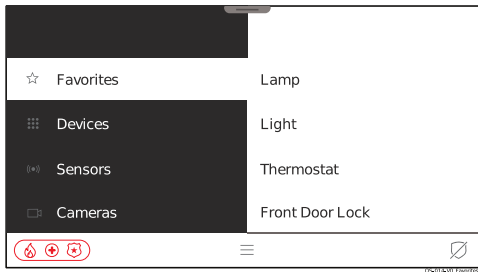 Favorites
Lamp
Devices
Light
Sensors
Thermostat
Cameras
Front Door Lock